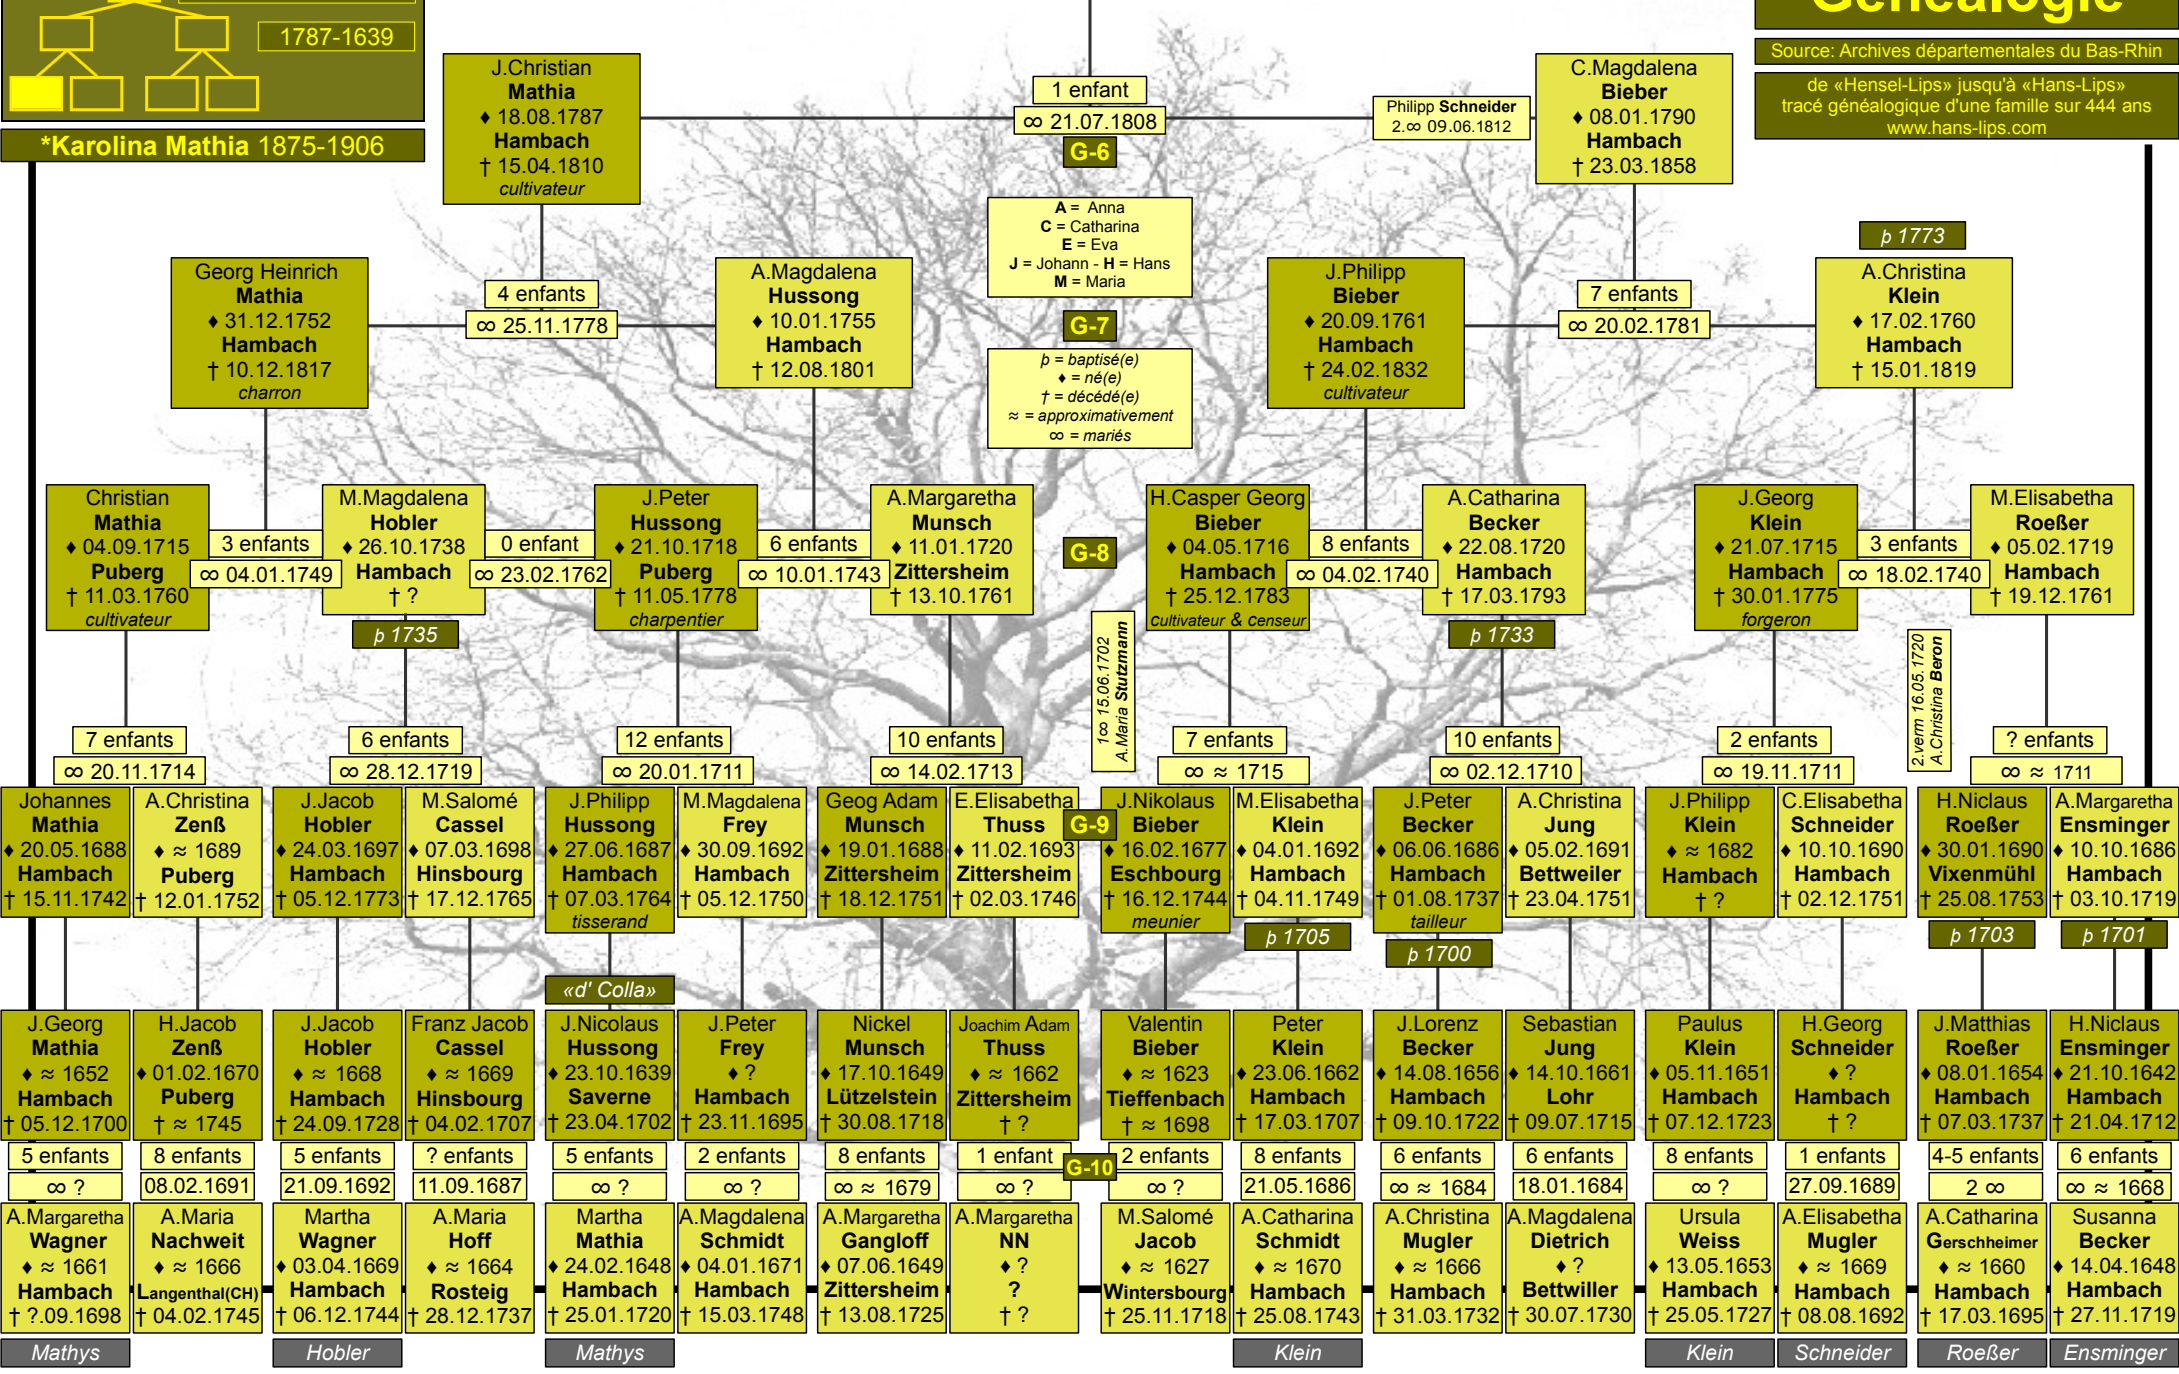 Généalogie
1787-1639
*Karolina Mathia 1875-1906
Source: Archives départementales du Bas-Rhin
de «Hensel-Lips» jusqu'à «Hans-Lips»
tracé généalogique d'une famille sur 444 ans
www.hans-lips.com
J.Christian
Mathia
♦ 18.08.1787
Hambach
† 15.04.1810
cultivateur
1 enfant
∞ 21.07.1808
G-6
Philipp Schneider
2.∞ 09.06.1812
C.Magdalena
Bieber
♦ 08.01.1790
Hambach
† 23.03.1858
A = Anna
C = Catharina
E = Eva
J = Johann - H = Hans
M = Maria
Georg Heinrich
Mathia
♦ 31.12.1752
Hambach
† 10.12.1817
charron
4 enfants
∞ 25.11.1778
A.Magdalena
Hussong
♦ 10.01.1755
Hambach
† 12.08.1801
G-7
þ = baptisé(e)
♦ = né(e)
† = décédé(e)
≈ = approximativement
∞ = mariés
J.Philipp
Bieber
♦ 20.09.1761
Hambach
† 24.02.1832
cultivateur
7 enfants
∞ 20.02.1781
þ 1773
A.Christina
Klein
♦ 17.02.1760
Hambach
† 15.01.1819
Christian
Mathia
♦ 04.09.1715
Puberg
† 11.03.1760
cultivateur
3 enfants
∞ 04.01.1749
M.Magdalena
Hobler
♦ 26.10.1738
Hambach
† ?
þ 1735
0 enfant
∞ 23.02.1762
J.Peter
Hussong
♦ 21.10.1718
Puberg
† 11.05.1778
charpentier
6 enfants
∞ 10.01.1743
A.Margaretha
Munsch
♦ 11.01.1720
Zittersheim
† 13.10.1761
G-8
H.Casper Georg
Bieber
♦ 04.05.1716
Hambach
† 25.12.1783
cultivateur & censeur
8 enfants
∞ 04.02.1740
A.Catharina
Becker
♦ 22.08.1720
Hambach
† 17.03.1793
þ 1733
J.Georg
Klein
♦ 21.07.1715
Hambach
† 30.01.1775
forgeron
3 enfants
∞ 18.02.1740
M.Elisabetha
Roeßer
♦ 05.02.1719
Hambach
† 19.12.1761
1∞ 15.06.1702
A.Maria Stutzmann
2.verm 16.05.1720
A.Christina Beron
7 enfants
∞ 20.11.1714
6 enfants
∞ 28.12.1719
12 enfants
∞ 20.01.1711
10 enfants
∞ 14.02.1713
7 enfants
∞ ≈ 1715
10 enfants
∞ 02.12.1710
2 enfants
∞ 19.11.1711
? enfants
∞ ≈ 1711
Johannes
Mathia
♦ 20.05.1688
Hambach
† 15.11.1742
A.Christina
Zenß
♦ ≈ 1689
Puberg
† 12.01.1752
J.Jacob
Hobler
♦ 24.03.1697
Hambach
† 05.12.1773
M.Salomé
Cassel
♦ 07.03.1698
Hinsbourg
† 17.12.1765
J.Philipp
Hussong
♦ 27.06.1687
Hambach
† 07.03.1764
tisserand
«d' Colla»
M.Magdalena
Frey
♦ 30.09.1692
Hambach
† 05.12.1750
Geog Adam
Munsch
♦ 19.01.1688
Zittersheim
† 18.12.1751
E.Elisabetha
Thuss
♦ 11.02.1693
Zittersheim
† 02.03.1746
G-9
J.Nikolaus
Bieber
♦ 16.02.1677
Eschbourg
† 16.12.1744
meunier
M.Elisabetha
Klein
♦ 04.01.1692
Hambach
† 04.11.1749
þ 1705
J.Peter
Becker
♦ 06.06.1686
Hambach
† 01.08.1737
tailleur
þ 1700
A.Christina
Jung
♦ 05.02.1691
Bettweiler
† 23.04.1751
J.Philipp
Klein
♦ ≈ 1682
Hambach
† ?
C.Elisabetha
Schneider
♦ 10.10.1690
Hambach
† 02.12.1751
H.Niclaus
Roeßer
♦ 30.01.1690
Vixenmühl
† 25.08.1753
þ 1703
A.Margaretha
Ensminger
♦ 10.10.1686
Hambach
† 03.10.1719
þ 1701
J.Georg
Mathia
♦ ≈ 1652
Hambach
† 05.12.1700
5 enfants
∞ ?
A.Margaretha
Wagner
♦ ≈ 1661
Hambach
† ?.09.1698
Mathys
H.Jacob
Zenß
♦ 01.02.1670
Puberg
† ≈ 1745
8 enfants
08.02.1691
A.Maria
Nachweit
♦ ≈ 1666
Langenthal(CH)
† 04.02.1745
J.Jacob
Hobler
♦ ≈ 1668
Hambach
† 24.09.1728
5 enfants
21.09.1692
Martha
Wagner
♦ 03.04.1669
Hambach
† 06.12.1744
Hobler
Franz Jacob
Cassel
♦ ≈ 1669
Hinsbourg
† 04.02.1707
? enfants
11.09.1687
A.Maria
Hoff
♦ ≈ 1664
Rosteig
† 28.12.1737
J.Nicolaus
Hussong
♦ 23.10.1639
Saverne
† 23.04.1702
5 enfants
∞ ?
Martha
Mathia
♦ 24.02.1648
Hambach
† 25.01.1720
Mathys
J.Peter
Frey
♦ ?
Hambach
† 23.11.1695
2 enfants
∞ ?
A.Magdalena
Schmidt
♦ 04.01.1671
Hambach
† 15.03.1748
Nickel
Munsch
♦ 17.10.1649
Lützelstein
† 30.08.1718
8 enfants
∞ ≈ 1679
A.Margaretha
Gangloff
♦ 07.06.1649
Zittersheim
† 13.08.1725
Joachim Adam
Thuss
♦ ≈ 1662
Zittersheim
† ?
1 enfant
∞ ?
A.Margaretha
NN
♦ ?
?
† ?
G-10
Valentin
Bieber
♦ ≈ 1623
Tieffenbach
† ≈ 1698
2 enfants
∞ ?
M.Salomé
Jacob
♦ ≈ 1627
Wintersbourg
† 25.11.1718
Peter
Klein
♦ 23.06.1662
Hambach
† 17.03.1707
8 enfants
21.05.1686
A.Catharina
Schmidt
♦ ≈ 1670
Hambach
† 25.08.1743
Klein
J.Lorenz
Becker
♦ 14.08.1656
Hambach
† 09.10.1722
6 enfants
∞ ≈ 1684
A.Christina
Mugler
♦ ≈ 1666
Hambach
† 31.03.1732
Sebastian
Jung
♦ 14.10.1661
Lohr
† 09.07.1715
6 enfants
18.01.1684
A.Magdalena
Dietrich
♦ ?
Bettwiller
† 30.07.1730
Paulus
Klein
♦ 05.11.1651
Hambach
† 07.12.1723
8 enfants
∞ ?
Ursula
Weiss
♦ 13.05.1653
Hambach
† 25.05.1727
Klein
H.Georg
Schneider
♦ ?
Hambach
† ?
1 enfants
27.09.1689
A.Elisabetha
Mugler
♦ ≈ 1669
Hambach
† 08.08.1692
Schneider
J.Matthias
Roeßer
♦ 08.01.1654
Hambach
† 07.03.1737
4-5 enfants
2 ∞
A.Catharina
Gerschheimer
♦ ≈ 1660
Hambach
† 17.03.1695
Roeßer
H.Niclaus
Ensminger
♦ 21.10.1642
Hambach
† 21.04.1712
6 enfants
∞ ≈ 1668
Susanna
Becker
♦ 14.04.1648
Hambach
† 27.11.1719
Ensminger